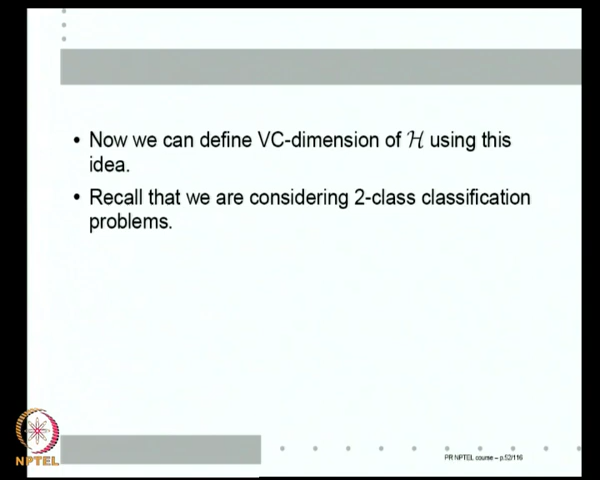 • Now we can define VC-dimension of ℋ using this
idea.
• Recall that we are considering 2-class classification
problems.
NPTEL
PR NPTEL course – p.52/116